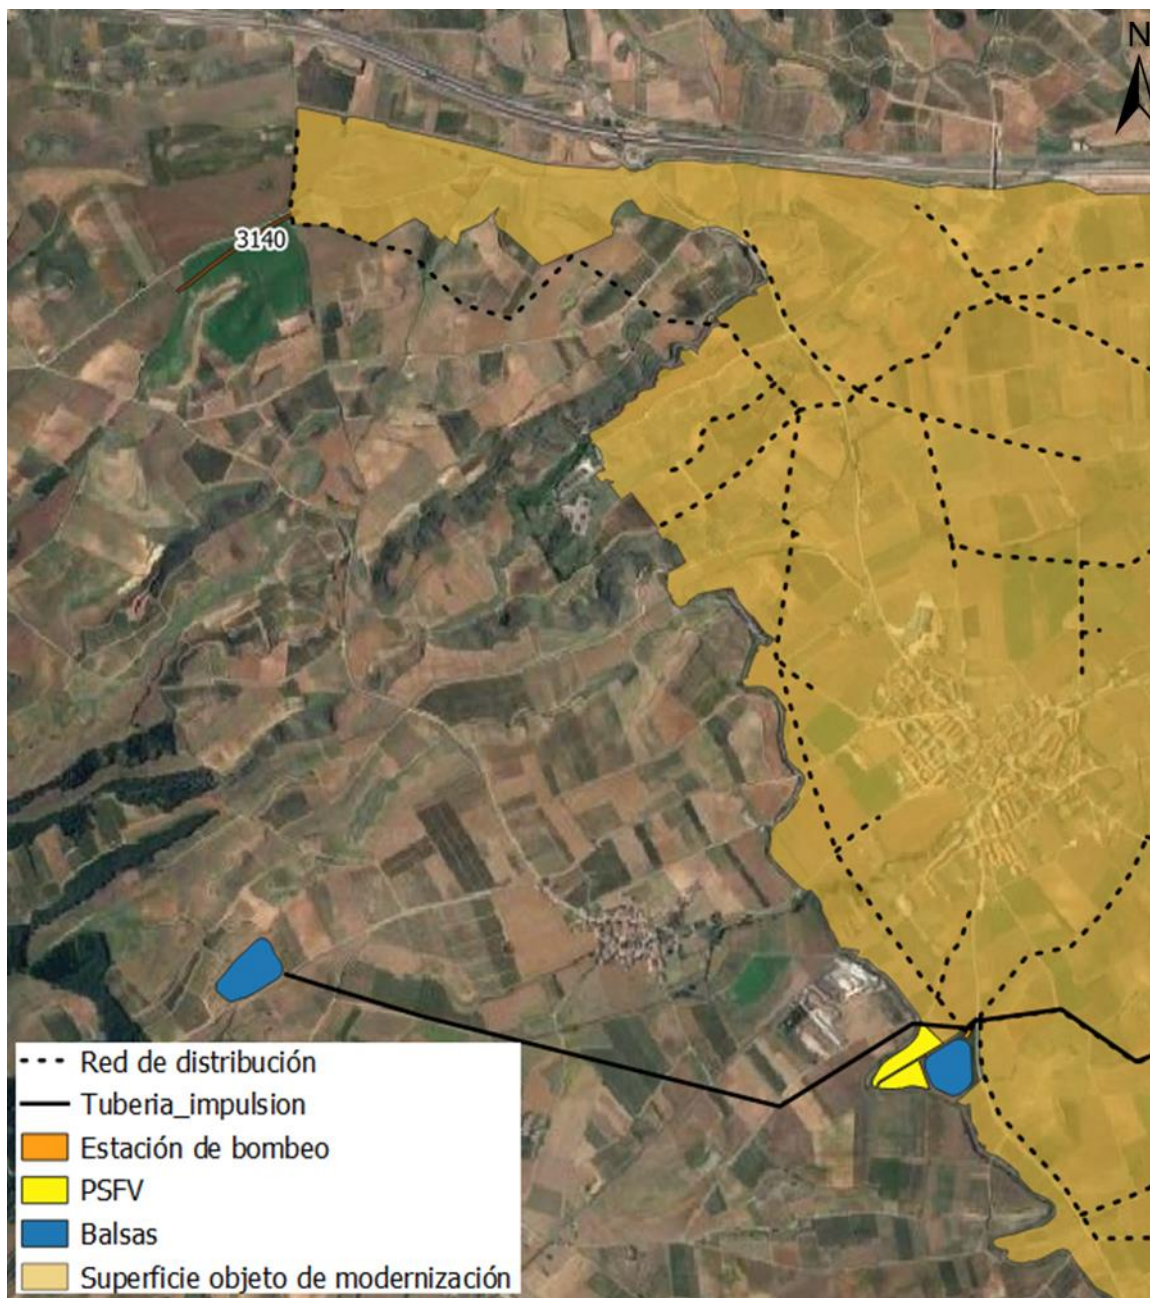 N
3140
Red de distribución
Tuberia_impulsion
Estación de bombeo
PSFV
Balsas
Superficie objeto de modernización